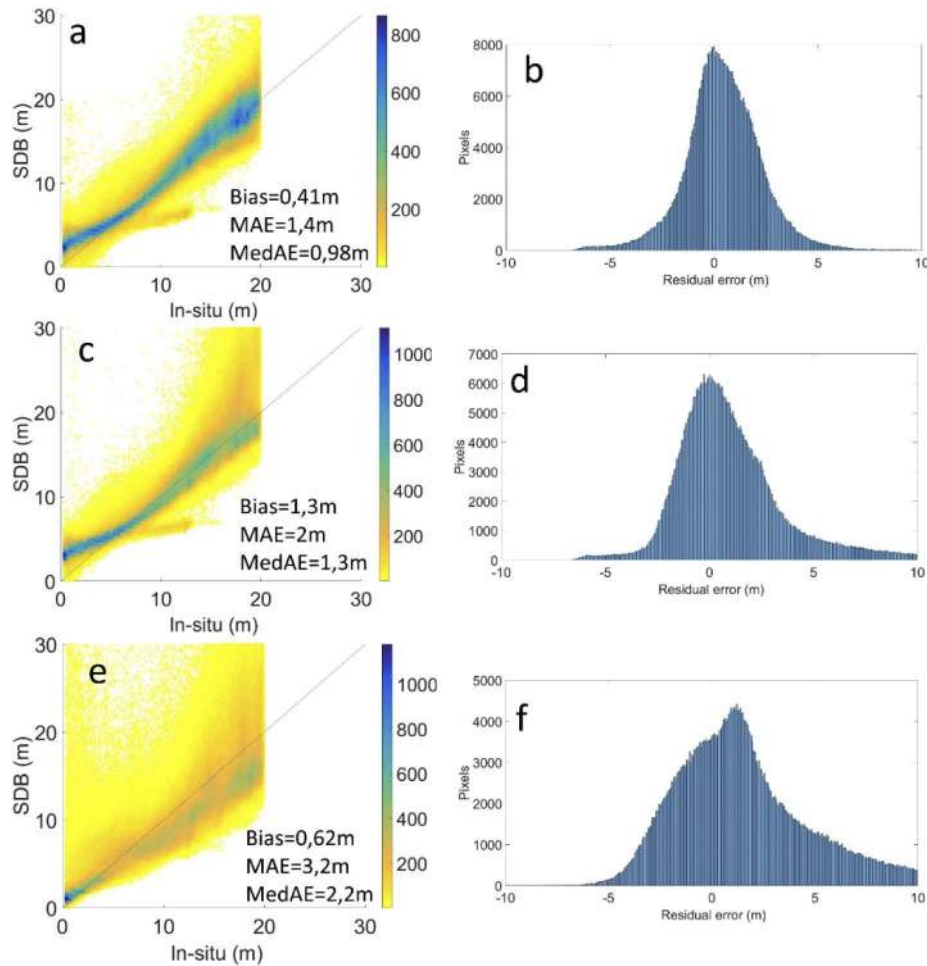 a
30
20
10
0
SDB (m)
0 10 20 30
In-situ (m)
Bias=0,41m
MAE=1,4m
MedAE=0,98m
800
600
400
200
b
8000
6000
4000
2000
0
Pixels
-10 -5 0 5 10
Residual error (m)
c
30
20
10
0
SDB (m)
0 10 20 30
In-situ (m)
Bias=1,3m
MAE=2m
MedAE=1,3m
1000
800
600
400
200
d
7000
6000
5000
4000
3000
2000
1000
0
Pixels
-10 -5 0 5 10
Residual error (m)
e
30
20
10
0
SDB (m)
0 10 20 30
In-situ (m)
Bias=0,62m
MAE=3,2m
MedAE=2,2m
1000
800
600
400
200
f
5000
4000
3000
2000
1000
0
Pixels
-10 -5 0 5 10
Residual error (m)